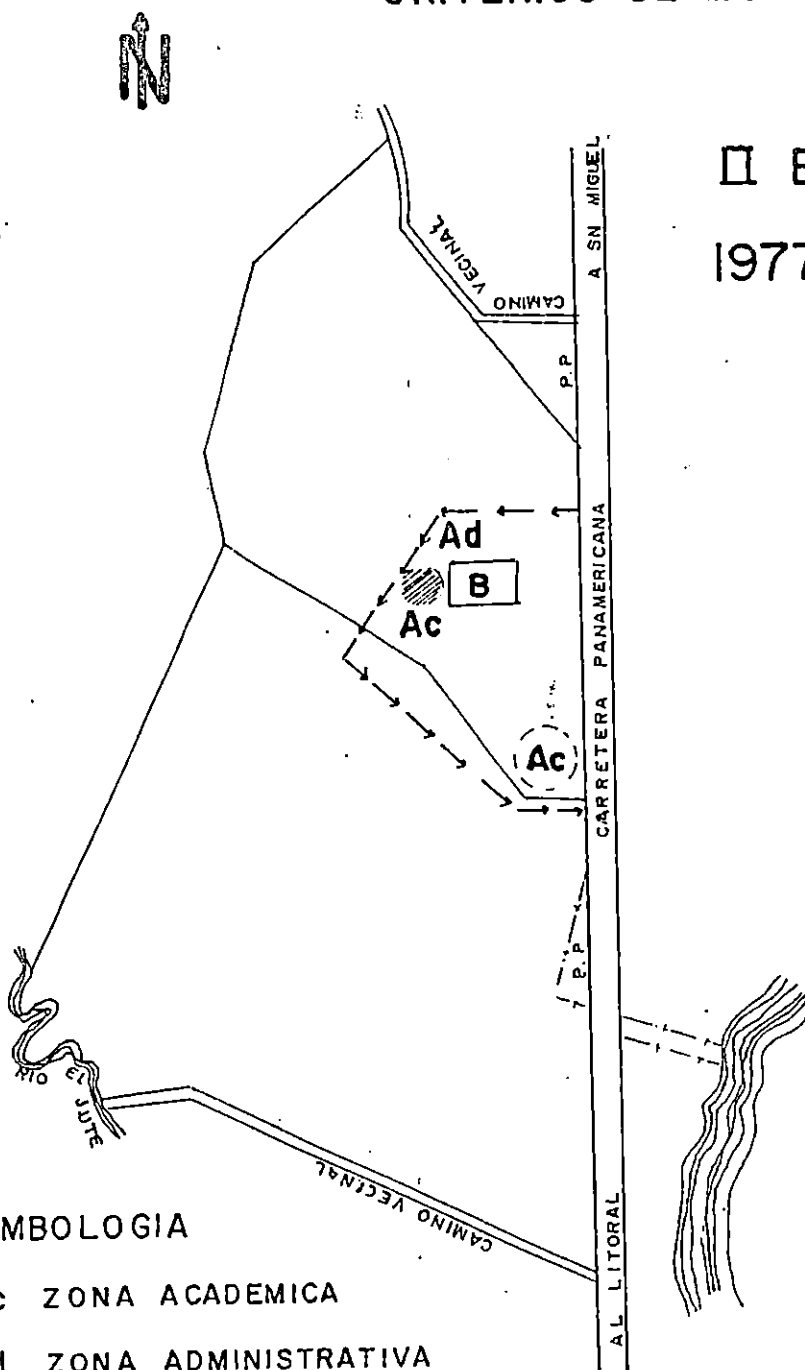 N
1977
A SN MIGUEL
CAMINO
VECINAL
P.P
Ad
B
Ac
CARRETERA PANAMERICANA
Ac
P.P
RIO EL
JUTE
CAMINO VECINAL
AL LITORAL
MBOLOGIA
ZONA ACADEMICA
ZONA ADMINISTRATIVA